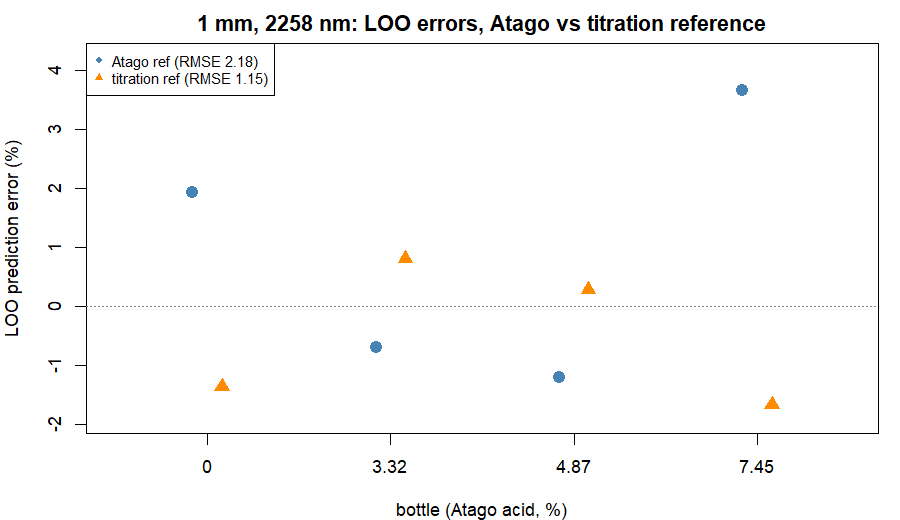 1 mm, 2258 nm: LOO errors, Atago vs titration reference
Atago ref (RMSE 2.18)
titration ref (RMSE 1.15)
LOO prediction error (%)
4
3
2
1
0
-1
-2
0 3.32 4.87 7.45
bottle (Atago acid, %)